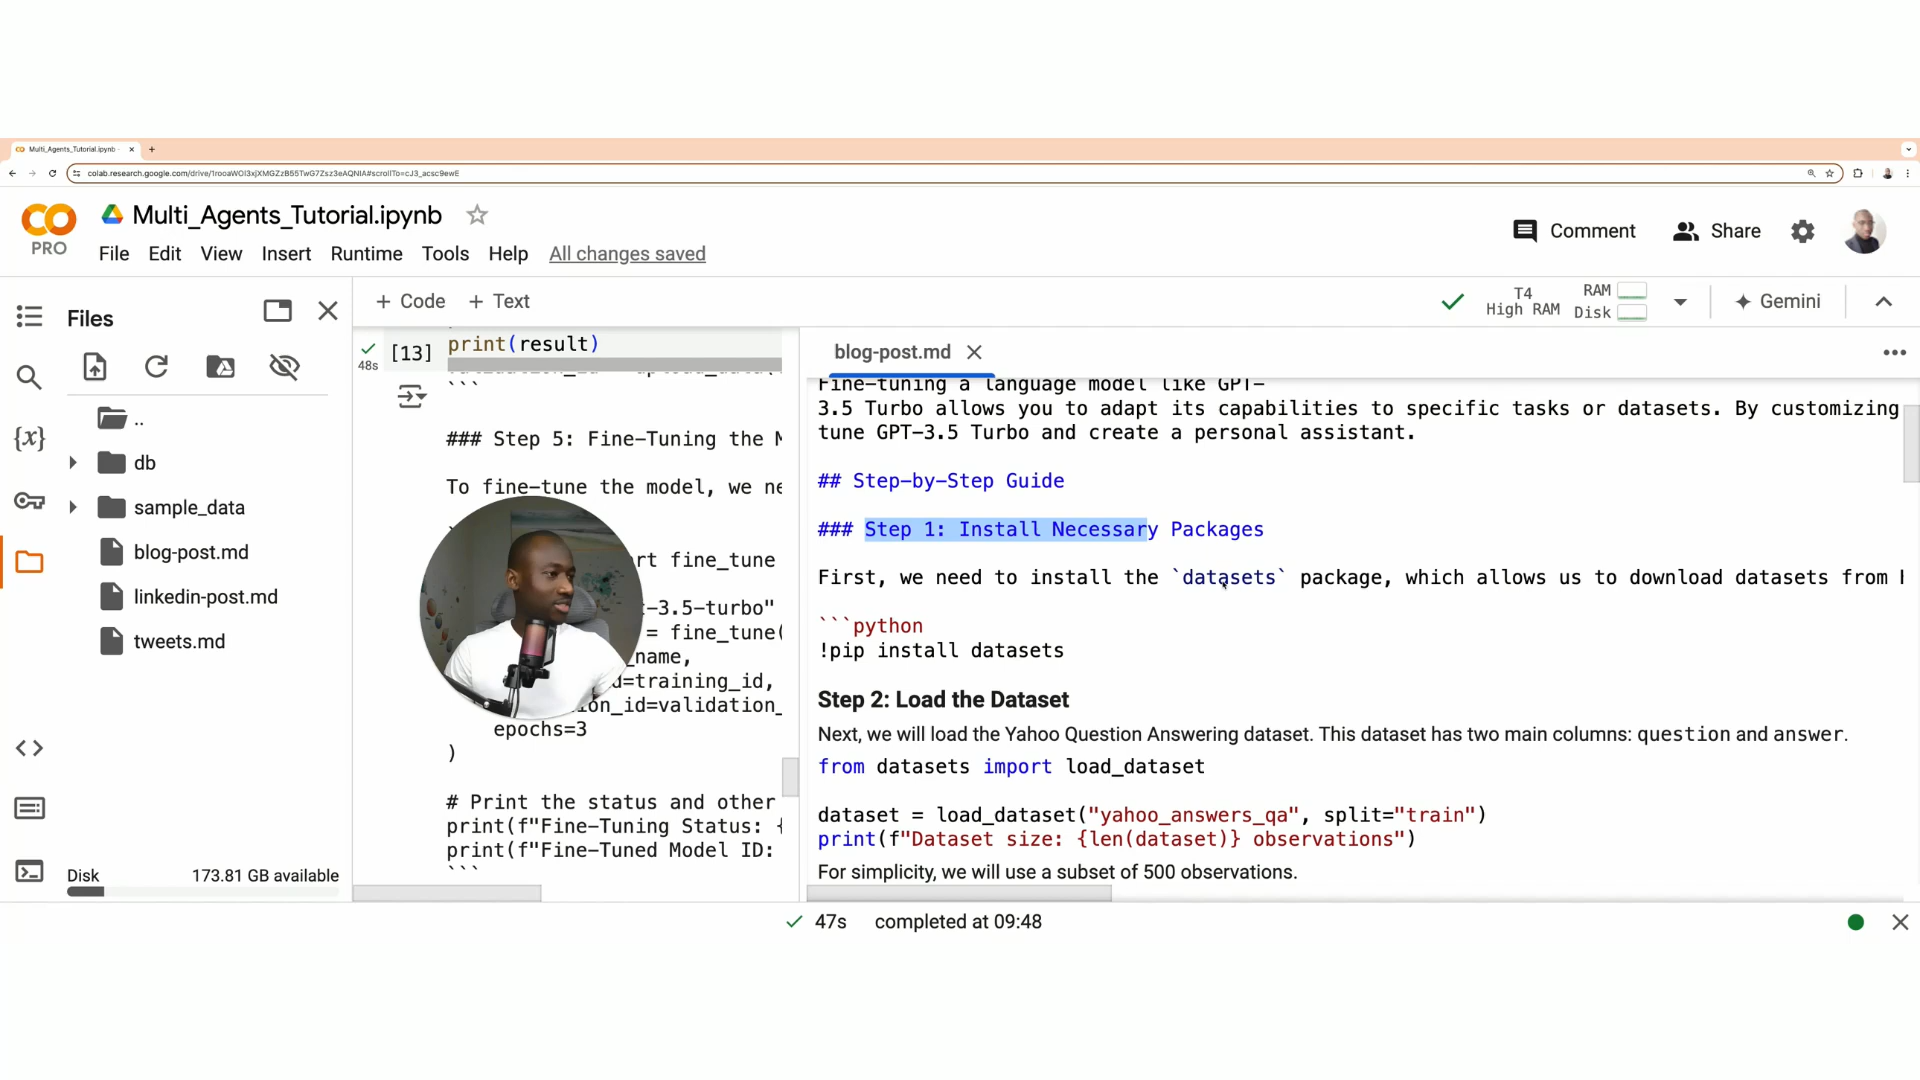 Multi_Agents_Tutorial.ipynb
colab.research.google.com/drive/
PRO
Multi_Agents_Tutorial.ipynb
File Edit View Insert Runtime Tools Help All changes saved
Comment
Share
Files
+ Code + Text
T4
High RAM
RAM
Disk
Gemini
..
db
sample_data
blog-post.md
linkedin-post.md
tweets.md
{x}
Disk 173.81 GB available
48s
[13]
print(result)
```
### Step 5: Fine-Tuning the
To fine-tune the model, we
fine_tune
-3.5-turbo"
= fine_tune(
_name,
=training_id,
_id=validation_
epochs=3
)
# Print the status and other
print(f"Fine-Tuning Status:
print(f"Fine-Tuned Model ID:
```
blog-post.md
Fine-tuning a language model like GPT-
3.5 Turbo allows you to adapt its capabilities to specific tasks or datasets. By customizing
tune GPT-3.5 Turbo and create a personal assistant.
## Step-by-Step Guide
### Step 1: Install Necessary Packages
First, we need to install the `datasets` package, which allows us to download datasets from
```python
!pip install datasets
Step 2: Load the Dataset
Next, we will load the Yahoo Question Answering dataset. This dataset has two main columns: question and answer.
from datasets import load_dataset
dataset = load_dataset("yahoo_answers_qa", split="train")
print(f"Dataset size: {len(dataset)} observations")
For simplicity, we will use a subset of 500 observations.
47s completed at 09:48